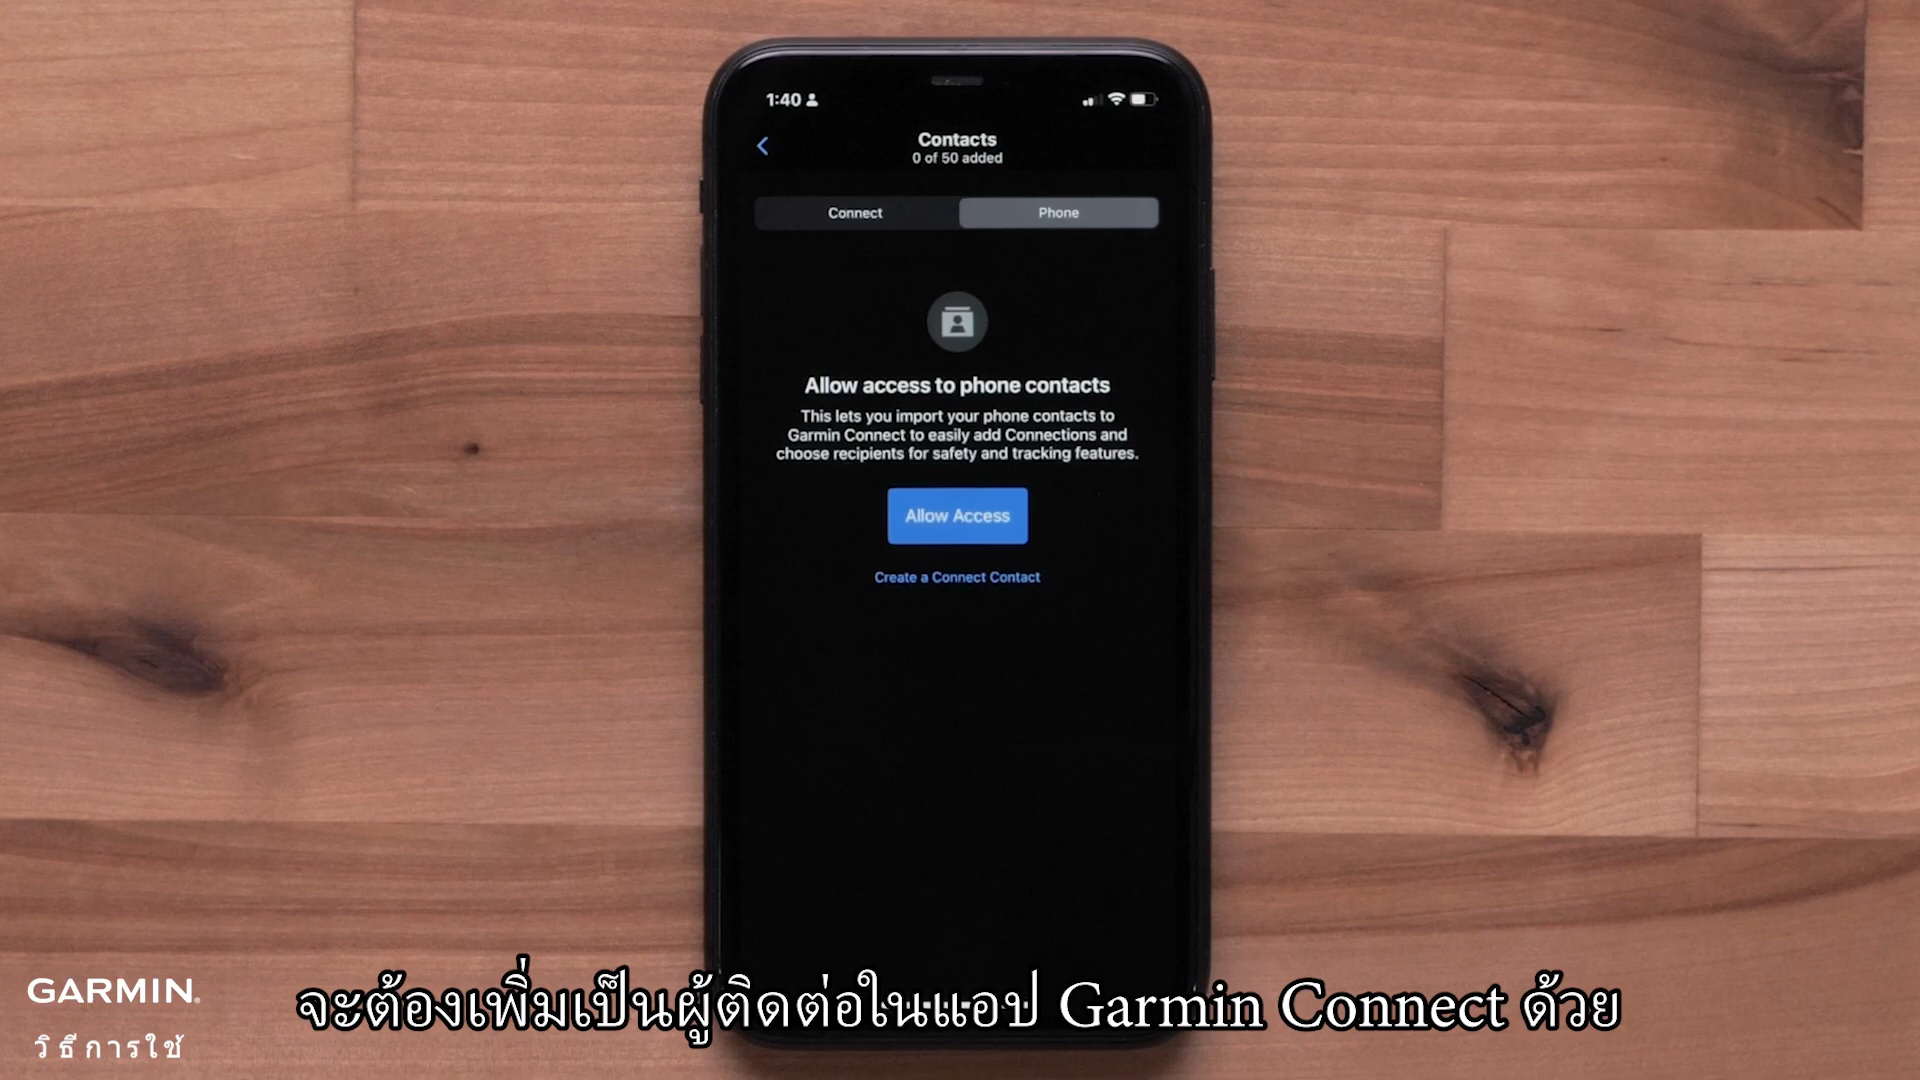 1:40
Contacts
0 of 50 added
Connect
Phone
Allow access to phone contacts
This lets you import your phone contacts to
Garmin Connect to easily add Connections and
choose recipients for safety and tracking features.
Allow Access
Create a Connect Contact
จะต้องเพิ่มเป็นผู้ติดต่อในแอป Garmin Connect ด้วย
GARMIN
วิธีการใช้